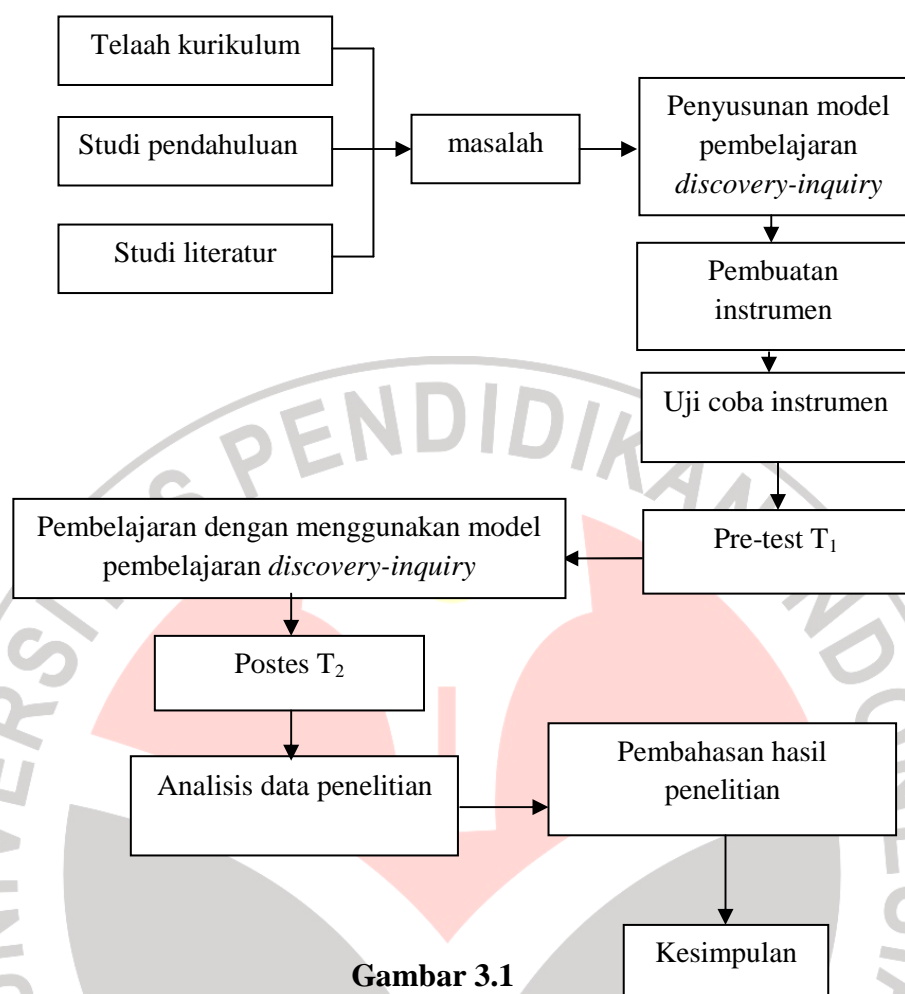 Telaah kurikulum
Studi pendahuluan
Studi literatur
masalah
Penyusunan model
pembelajaran
discovery-inquiry
Pembuatan
instrumen
Uji coba instrumen
Pre-test T₁
Pembelajaran dengan menggunakan model
pembelajaran discovery-inquiry
Postes T₂
Analisis data penelitian
Pembahasan hasil
penelitian
Kesimpulan
Gambar 3.1
PENDIDIKAN